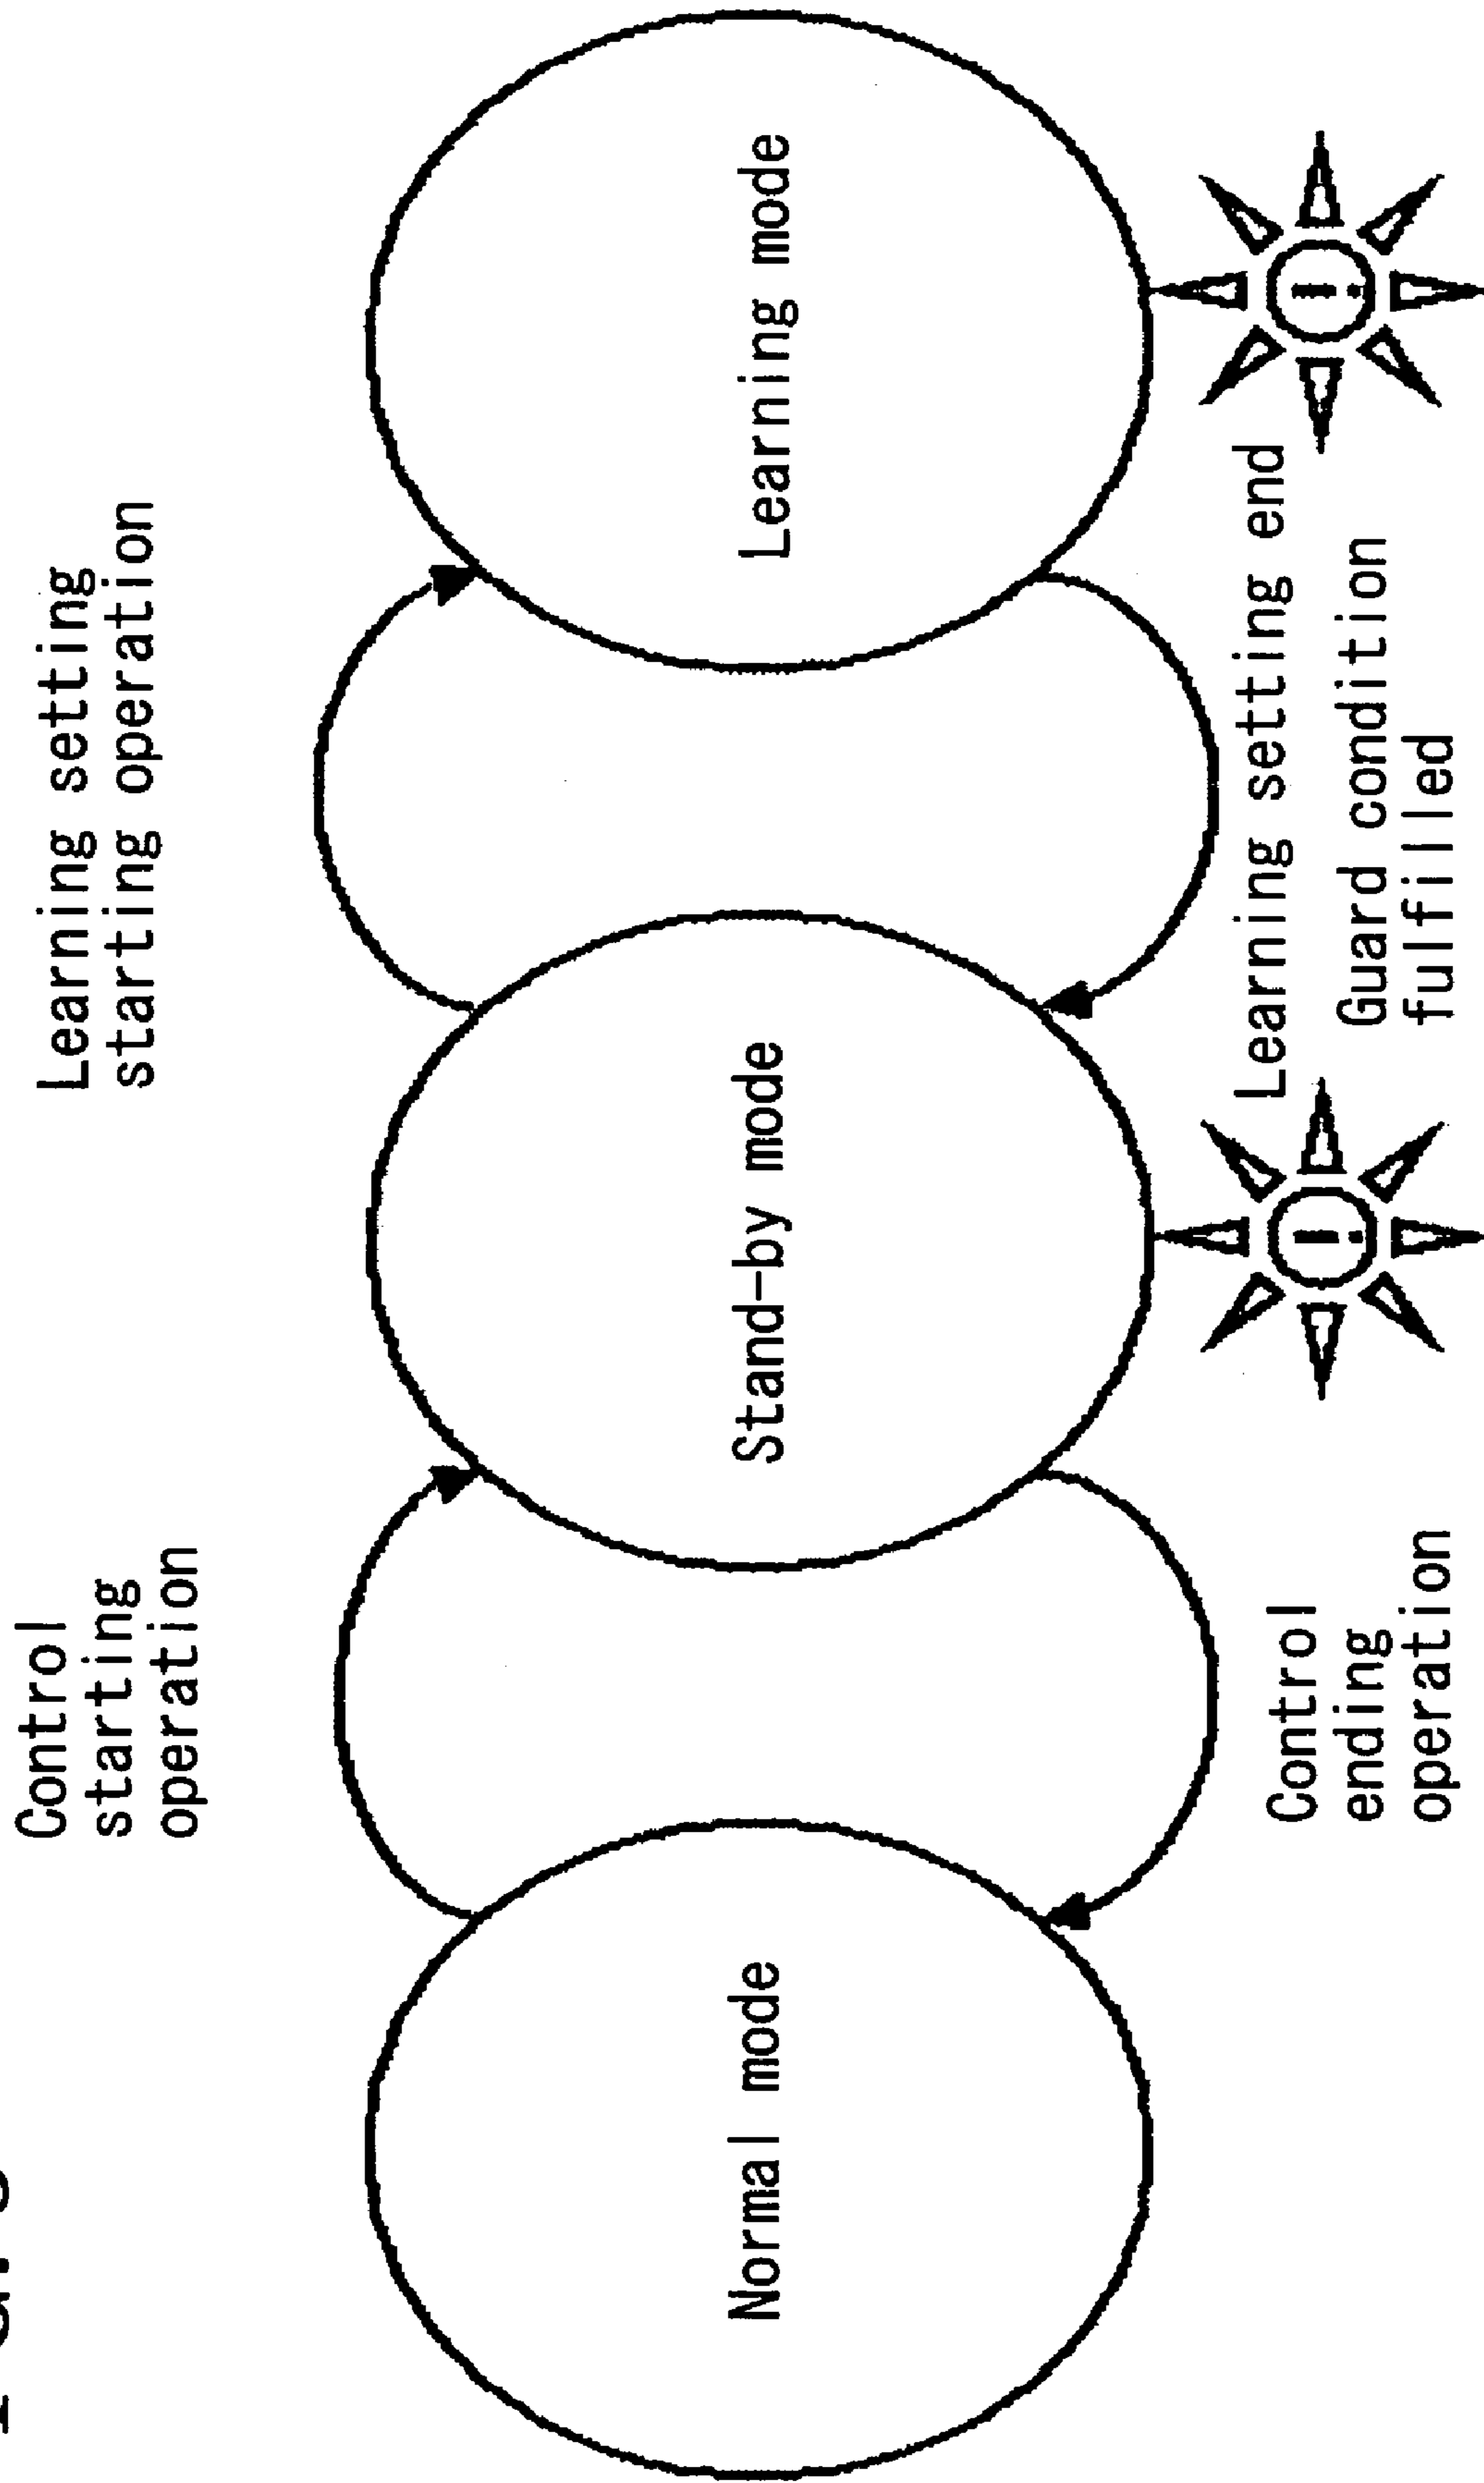 Control
starting
operation
Learning setting
starting operation
Normal mode
Stand-by mode
Learning mode
Control
ending
operation
Learning setting end
Guard condition
fulfilled
!
!